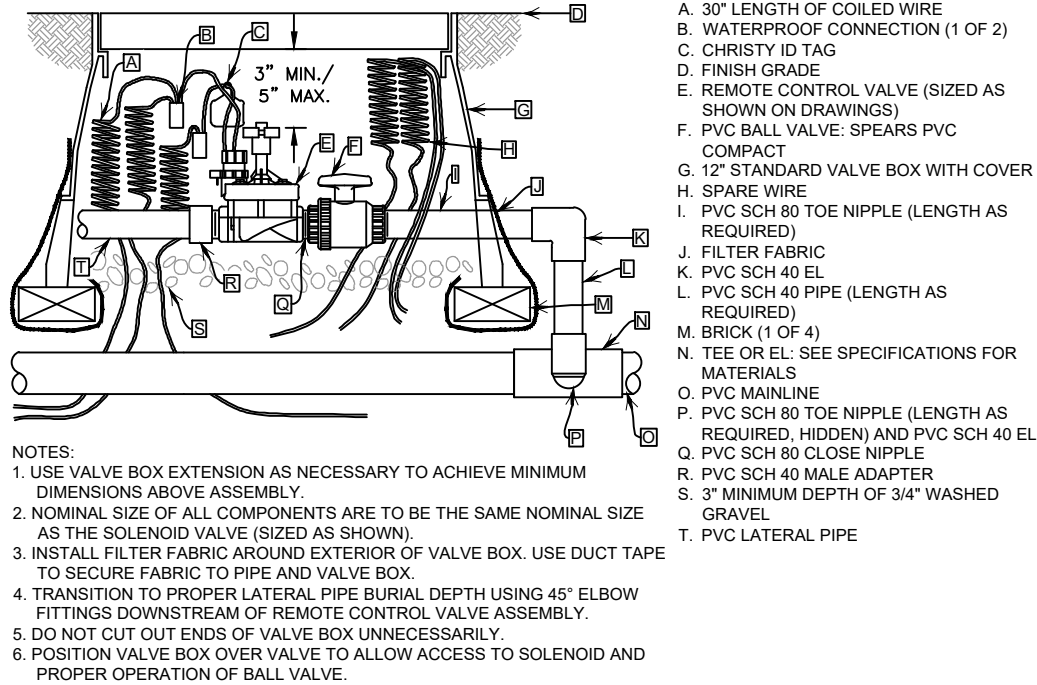 D
A
B
C
3" MIN./
5" MAX.
G
E
F
H
I
J
K
T
L
R
Q
M
S
N
P
O
A. 30" LENGTH OF COILED WIRE
B. WATERPROOF CONNECTION (1 OF 2)
C. CHRISTY ID TAG
D. FINISH GRADE
E. REMOTE CONTROL VALVE (SIZED AS
SHOWN ON DRAWINGS)
F. PVC BALL VALVE: SPEARS PVC
COMPACT
G. 12" STANDARD VALVE BOX WITH COVER
H. SPARE WIRE
I. PVC SCH 80 TOE NIPPLE (LENGTH AS
REQUIRED)
J. FILTER FABRIC
K. PVC SCH 40 EL
L. PVC SCH 40 PIPE (LENGTH AS
REQUIRED)
M. BRICK (1 OF 4)
N. TEE OR EL: SEE SPECIFICATIONS FOR
MATERIALS
O. PVC MAINLINE
P. PVC SCH 80 TOE NIPPLE (LENGTH AS
REQUIRED, HIDDEN) AND PVC SCH 40 EL
Q. PVC SCH 80 CLOSE NIPPLE
R. PVC SCH 40 MALE ADAPTER
S. 3" MINIMUM DEPTH OF 3/4" WASHED
GRAVEL
T. PVC LATERAL PIPE
NOTES:
1. USE VALVE BOX EXTENSION AS NECESSARY TO ACHIEVE MINIMUM
DIMENSIONS ABOVE ASSEMBLY.
2. NOMINAL SIZE OF ALL COMPONENTS ARE TO BE THE SAME NOMINAL SIZE
AS THE SOLENOID VALVE (SIZED AS SHOWN).
3. INSTALL FILTER FABRIC AROUND EXTERIOR OF VALVE BOX. USE DUCT TAPE
TO SECURE FABRIC TO PIPE AND VALVE BOX.
4. TRANSITION TO PROPER LATERAL PIPE BURIAL DEPTH USING 45° ELBOW
FITTINGS DOWNSTREAM OF REMOTE CONTROL VALVE ASSEMBLY.
5. DO NOT CUT OUT ENDS OF VALVE BOX UNNECESSARILY.
6. POSITION VALVE BOX OVER VALVE TO ALLOW ACCESS TO SOLENOID AND
PROPER OPERATION OF BALL VALVE.